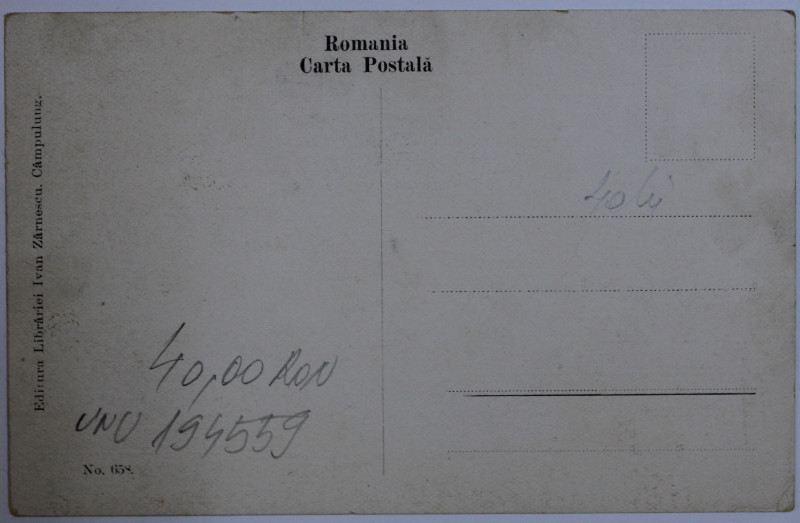 Romania
Carta Postală
Editura Librăriei Ivan Zărnescu. Câmpulung.
40 lei
40,00 RON
UNU 194559
No. 658.